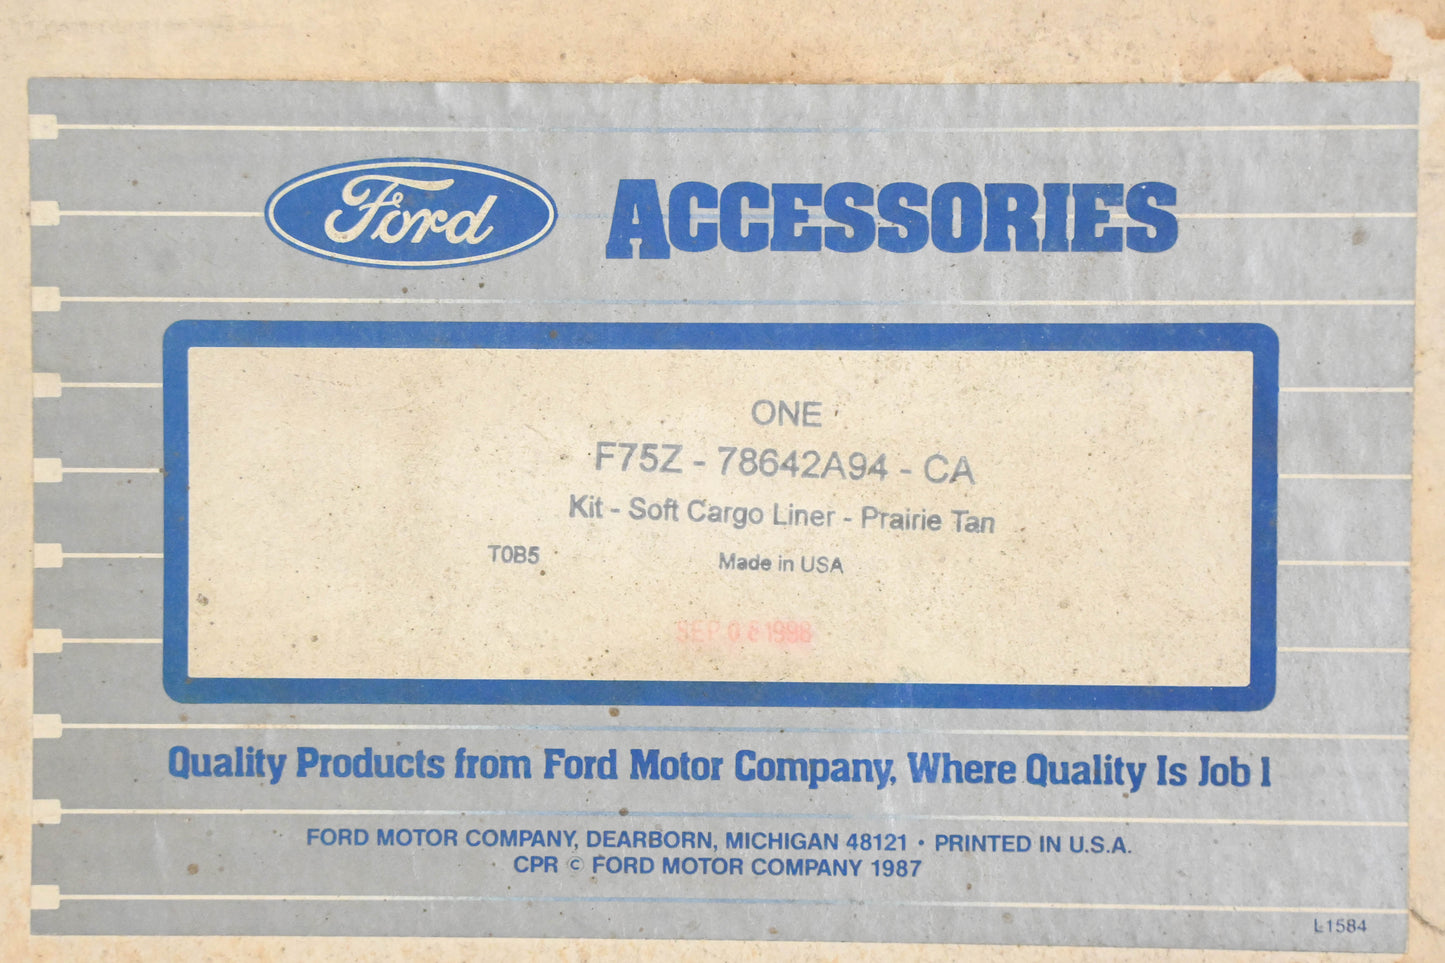 Ford ACCESSORIES
ONE
F75Z - 78642A94 - CA
Kit - Soft Cargo Liner - Prairie Tan
T0B5 Made in USA
SEP 1998
Quality Products from Ford Motor Company, Where Quality Is Job 1
FORD MOTOR COMPANY, DEARBORN, MICHIGAN 48121 • PRINTED IN U.S.A.
CPR © FORD MOTOR COMPANY 1987
L1584